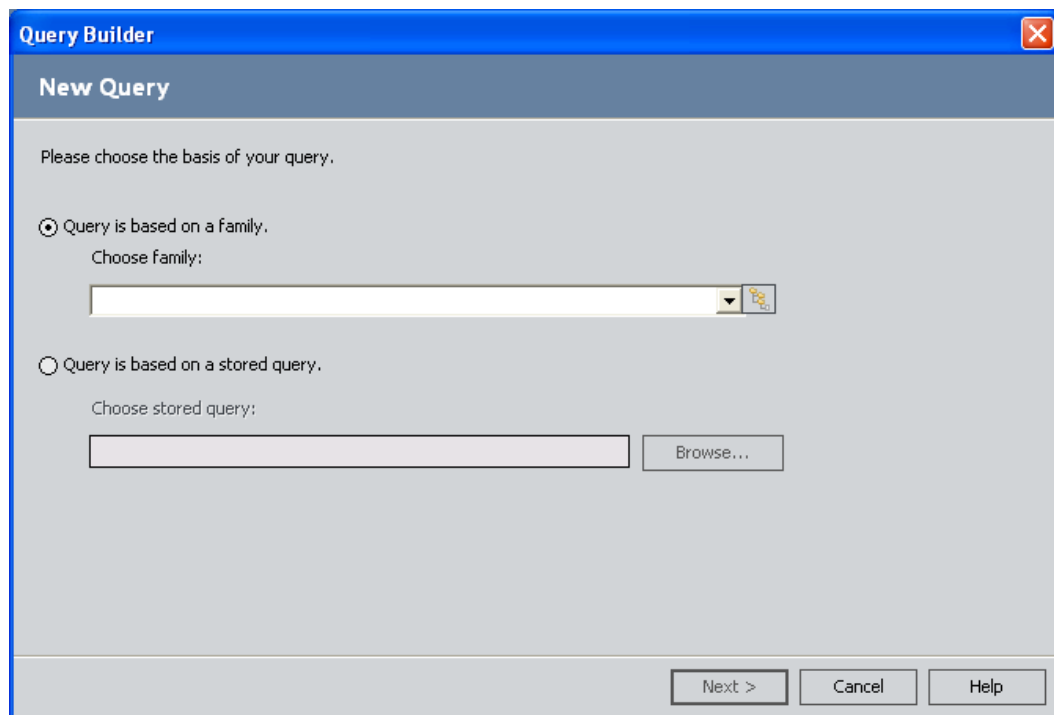 Query Builder
New Query
Please choose the basis of your query.
Query is based on a family.
Choose family:
Query is based on a stored query.
Choose stored query:
Browse...
Next > Cancel Help